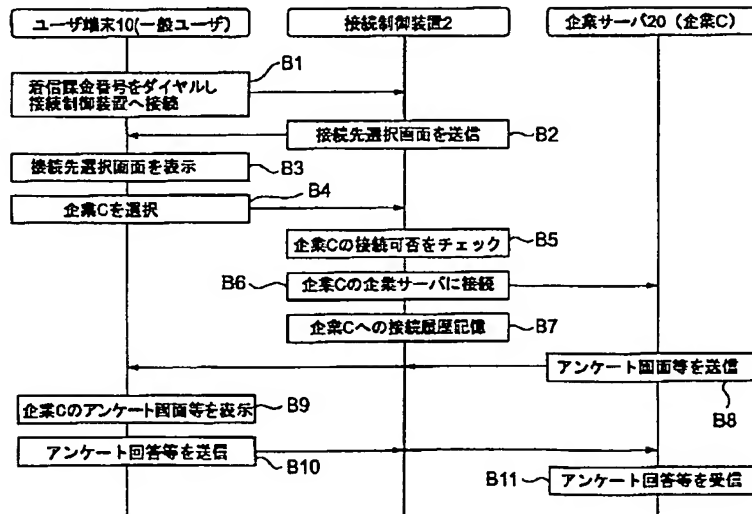 ユーザ端末10(一般ユーザ)
接続制御装置2
企業サーバ20(企業C)
着信課金番号をダイヤルし
接続制御装置へ接続
B1
接続先選択画面を送信
B2
接続先選択画面を表示
B3
企業Cを選択
B4
企業Cの接続可否をチェック
B5
B6
企業Cの企業サーバに接続
企業Cへの接続履歴記憶
B7
アンケート画面等を送信
B8
企業Cのアンケート画面等を表示
B9
アンケート回答等を送信
B10
B11
アンケート回答等を受信